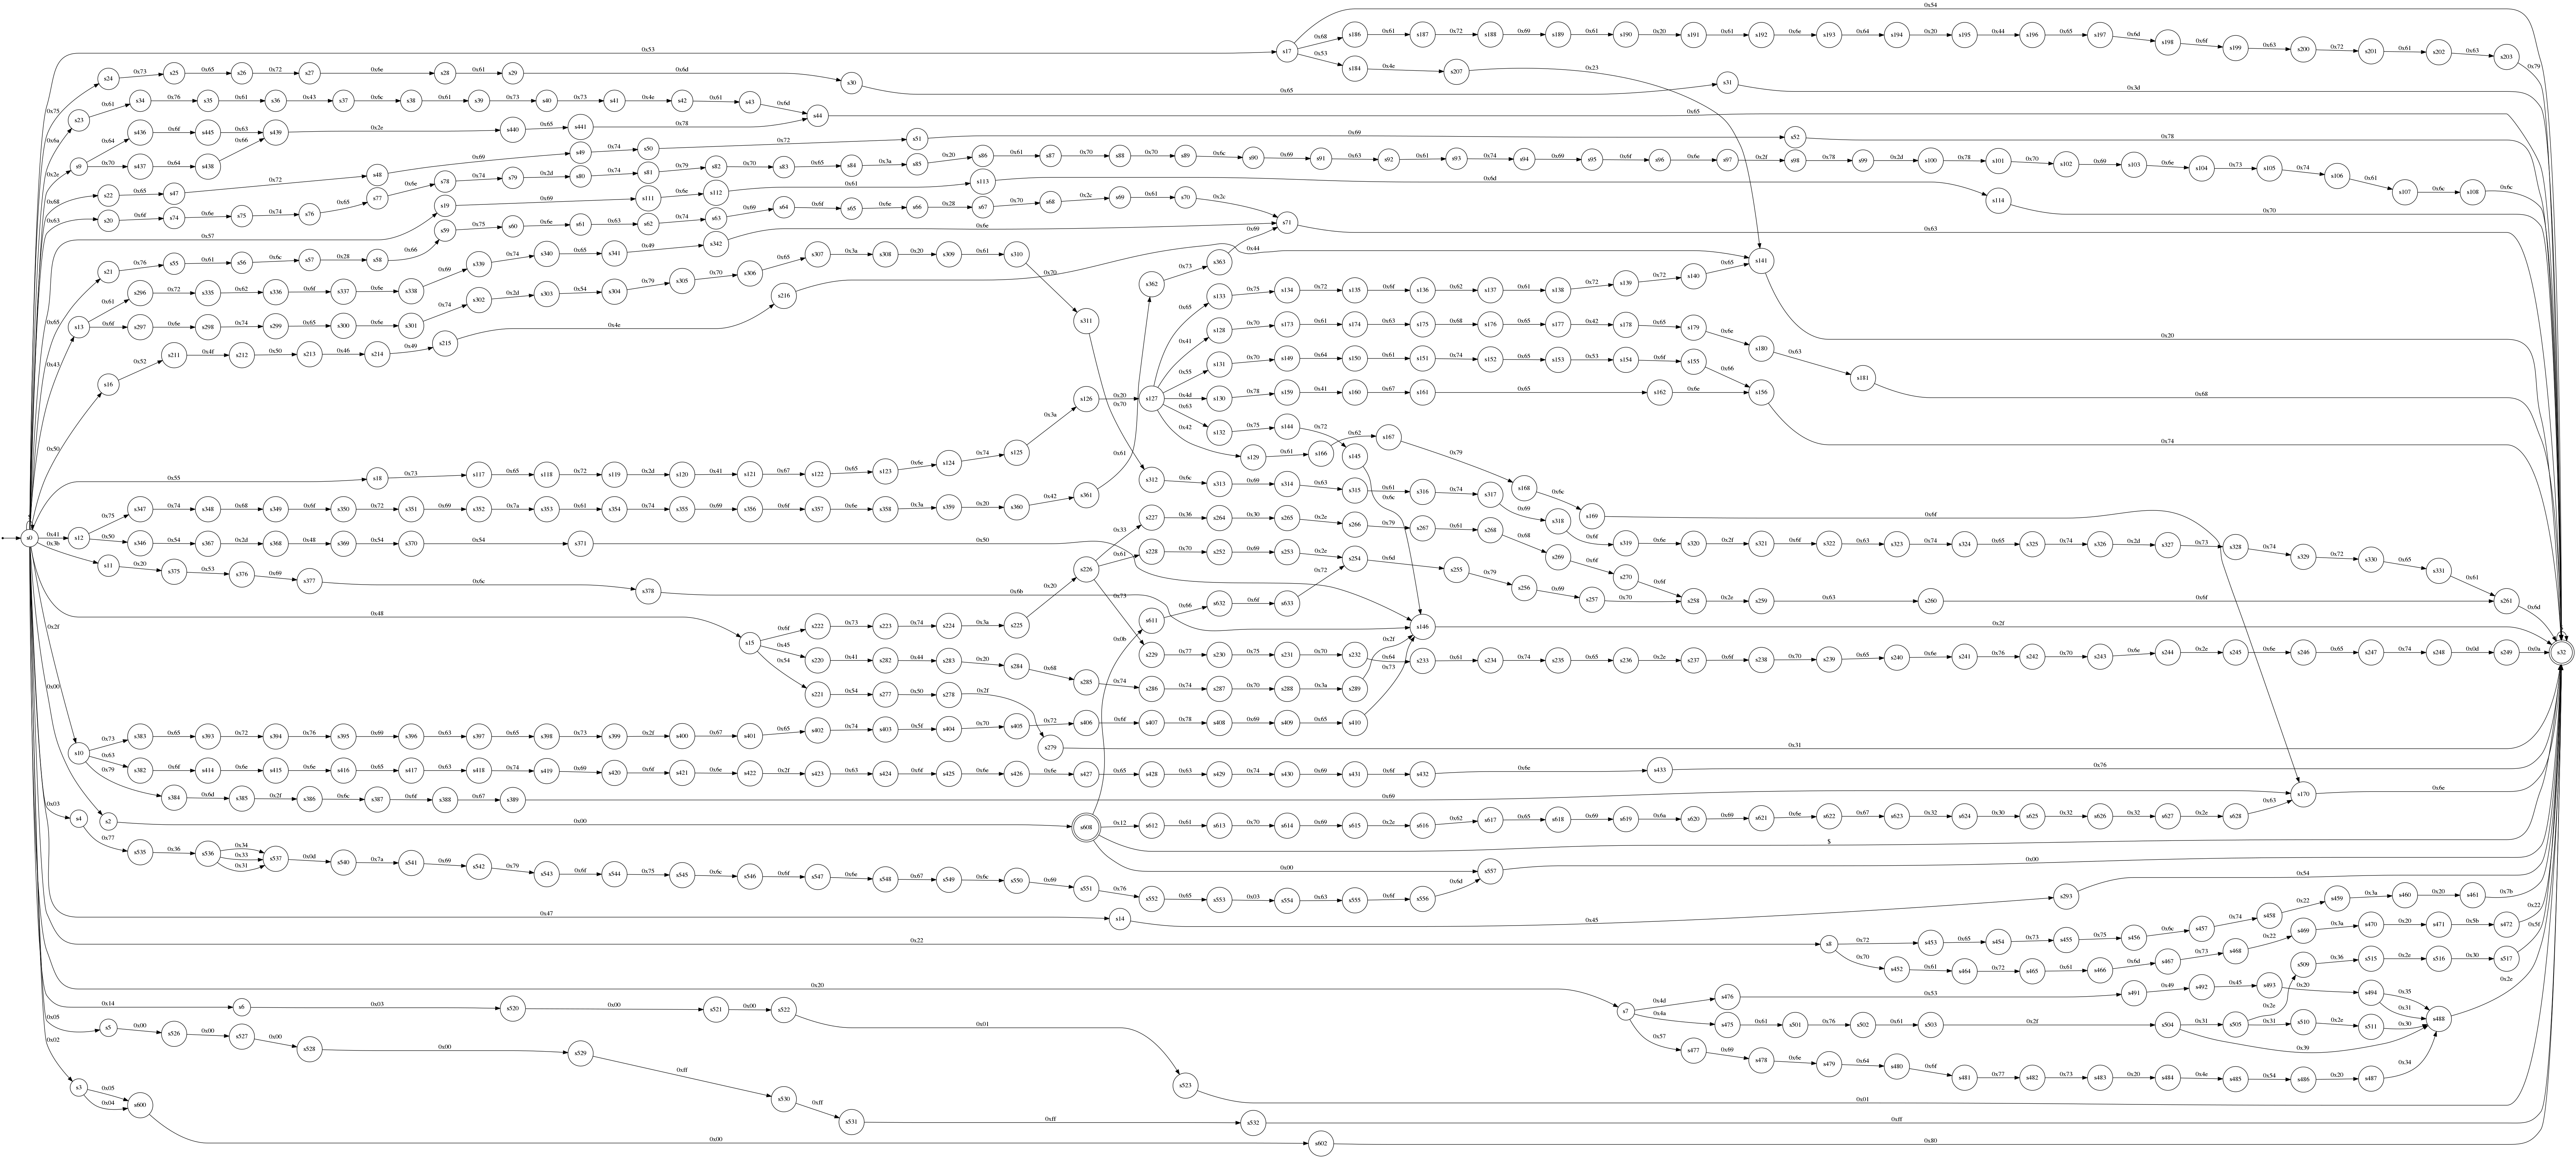 0x54
0x53 s17 0x68 s186 0x61 s187 0x72 s188 0x69 s189 0x61 s190 0x20 s191 0x61 s192 0x6e s193 0x64 s194 0x20 s195 0x44 s196 0x65 s197 0x6d s198 0x6f s199 0x63 s200 0x72 s201 0x61 s202 0x63 s203 0x79
0x53 s184 0x4e s207 0x23
0x75 s24 0x73 s25 0x65 s26 0x72 s27 0x6e s28 0x61 s29 0x6d s30 0x65 s31 0x3d
0x6a s23 0x61 s34 0x76 s35 0x61 s36 0x43 s37 0x6c s38 0x61 s39 0x73 s40 0x73 s41 0x4e s42 0x61 s43 0x6d s44 0x65
0x2e s9 0x64 s436 0x6f s445 0x63 s439 0x2e s440 0x65 s441 0x78
0x70 s437 0x64 s438 0x66
0x68 s22 0x65 s47 0x72 s48 0x69 s49 0x74 s50 0x72 s51 0x69 s52 0x78
0x63 s20 0x6f s74 0x6e s75 0x74 s76 0x65 s77 0x6e s78 0x74 s79 0x2d s80 0x74 s81 0x79 s82 0x70 s83 0x65 s84 0x3a s85 0x20 s86 0x61 s87 0x70 s88 0x70 s89 0x6c s90 0x69 s91 0x63 s92 0x61 s93 0x74 s94 0x69 s95 0x6f s96 0x6e s97 0x2f s98 0x78 s99 0x2d s100 0x78 s101 0x70 s102 0x69 s103 0x6e s104 0x73 s105 0x74 s106 0x61 s107 0x6c s108 0x6c
0x57 s19 0x69 s111 0x6e s112 0x61 s113 0x6d s114 0x70
0x65 s21 0x76 s55 0x61 s56 0x6c s57 0x28 s58 0x66 s59 0x75 s60 0x6e s61 0x63 s62 0x74 s63 0x69 s64 0x6f s65 0x6e s66 0x28 s67 0x70 s68 0x2c s69 0x61 s70 0x2c s71 0x63
0x43 s13 0x61 s296 0x72 s335 0x62 s336 0x6f s337 0x6e s338 0x69 s339 0x74 s340 0x65 s341 0x49 s342 0x6e
0x6f s297 0x6e s298 0x74 s299 0x65 s300 0x6e s301 0x74 s302 0x2d s303 0x54 s304 0x79 s305 0x70 s306 0x65 s307 0x3a s308 0x20 s309 0x61 s310 0x70 s311 0x70 s312 0x6c s313 0x69 s314 0x63 s315 0x61 s316 0x74 s317 0x69 s318 0x6f s319 0x6e s320 0x2f s321 0x6f s322 0x63 s323 0x74 s324 0x65 s325 0x74 s326 0x2d s327 0x73 s328 0x74 s329 0x72 s330 0x65 s331 0x61 s261 0x6d
0x50 s16 0x52 s211 0x4f s212 0x50 s213 0x46 s214 0x49 s215 0x4e s216 0x44 s141 0x20
0x55 s18 0x73 s117 0x65 s118 0x72 s119 0x2d s120 0x41 s121 0x67 s122 0x65 s123 0x6e s124 0x74 s125 0x3a s126 0x20 s127
0x65 s133 0x75 s134 0x72 s135 0x6f s136 0x62 s137 0x61 s138 0x72 s139 0x72 s140 0x65
0x41 s128 0x70 s173 0x61 s174 0x63 s175 0x68 s176 0x65 s177 0x42 s178 0x65 s179 0x6e s180 0x63 s181 0x68
0x55 s131 0x70 s149 0x64 s150 0x61 s151 0x74 s152 0x65 s153 0x53 s154 0x6f s155 0x66 s156 0x74
0x4d s130 0x78 s159 0x41 s160 0x67 s161 0x65 s162 0x6e
0x63 s132 0x75 s144 0x72 s145 0x6c
0x42 s129 0x61 s166 0x62 s167 0x79 s168 0x6c s169 0x6f
s0 0x41 s12 0x75 s347 0x74 s348 0x68 s349 0x6f s350 0x72 s351 0x69 s352 0x7a s353 0x61 s354 0x74 s355 0x69 s356 0x6f s357 0x6e s358 0x3a s359 0x20 s360 0x42 s361 0x61 s362 0x73 s363 0x69
0x50 s346 0x54 s367 0x2d s368 0x48 s369 0x54 s370 0x54 s371 0x50
0x3b s11 0x20 s375 0x53 s376 0x69 s377 0x6c s378 0x6b
0x48 s15 0x6f s222 0x73 s223 0x74 s224 0x3a s225 0x20 s226
0x33 s227 0x36 s264 0x30 s265 0x2e s266 0x79 s267 0x61 s268 0x68 s269 0x6f s270 0x6f s258 0x2e s259 0x63 s260 0x6f
0x61 s228 0x70 s252 0x69 s253 0x2e s254 0x6d s255 0x79 s256 0x69 s257 0x70
0x73 s229 0x77 s230 0x75 s231 0x70 s232 0x64 s233 0x61 s234 0x74 s235 0x65 s236 0x2e s237 0x6f s238 0x70 s239 0x65 s240 0x6e s241 0x76 s242 0x70 s243 0x6e s244 0x2e s245 0x6e s246 0x65 s247 0x74 s248 0x0d s249 0x0a s32
0x45 s220 0x41 s282 0x44 s283 0x20 s284 0x68 s285 0x74 s286 0x74 s287 0x70 s288 0x3a s289 0x2f s146 0x2f
0x54 s221 0x54 s277 0x50 s278 0x2f s279 0x31
0x2f s10 0x73 s383 0x65 s393 0x72 s394 0x76 s395 0x69 s396 0x63 s397 0x65 s398 0x73 s399 0x2f s400 0x67 s401 0x65 s402 0x74 s403 0x5f s404 0x70 s405 0x72 s406 0x6f s407 0x78 s408 0x69 s409 0x65 s410 0x73
0x63 s382 0x6f s414 0x6e s415 0x6e s416 0x65 s417 0x63 s418 0x74 s419 0x69 s420 0x6f s421 0x6e s422 0x2f s423 0x63 s424 0x6f s425 0x6e s426 0x6e s427 0x65 s428 0x63 s429 0x74 s430 0x69 s431 0x6f s432 0x6e s433 0x76
0x79 s384 0x6d s385 0x2f s386 0x6c s387 0x6f s388 0x67 s389 0x69 s170 0x6e
0x00 s2 0x00 s608 0x0b s611 0x66 s632 0x6f s633 0x72
0x12 s612 0x61 s613 0x70 s614 0x69 s615 0x2e s616 0x62 s617 0x65 s618 0x69 s619 0x6a s620 0x69 s621 0x6e s622 0x67 s623 0x32 s624 0x30 s625 0x32 s626 0x32 s627 0x2e s628 0x63
$
0x00 s557 0x00
0x03 s4 0x77 s535 0x36 s536 0x34 0x33 0x31 s537 0x0d s540 0x7a s541 0x69 s542 0x79 s543 0x6f s544 0x75 s545 0x6c s546 0x6f s547 0x6e s548 0x67 s549 0x6c s550 0x69 s551 0x76 s552 0x65 s553 0x03 s554 0x63 s555 0x6f s556 0x6d
0x47 s14 0x45 s293 0x54
0x22 s8 0x72 s453 0x65 s454 0x73 s455 0x75 s456 0x6c s457 0x74 s458 0x22 s459 0x3a s460 0x20 s461 0x7b
0x70 s452 0x61 s464 0x72 s465 0x61 s466 0x6d s467 0x73 s468 0x22 s469 0x3a s470 0x20 s471 0x5b s472 0x22
0x20 s7 0x4d s476 0x53 s491 0x49 s492 0x45 s493 0x20 s494 0x35 0x31 s488 0x2e
0x4a s475 0x61 s501 0x76 s502 0x61 s503 0x2f s504 0x31 s505 0x2e s509 0x36 s515 0x2e s516 0x30 s517 0x5f
0x31 s510 0x2e s511 0x30
0x39
0x57 s477 0x69 s478 0x6e s479 0x64 s480 0x6f s481 0x77 s482 0x73 s483 0x20 s484 0x4e s485 0x54 s486 0x20 s487 0x34
0x14 s6 0x03 s520 0x00 s521 0x00 s522 0x01 s523 0x01
0x05 s5 0x00 s526 0x00 s527 0x00 s528 0x00 s529 0xff s530 0xff s531 0xff s532 0xff
0x02 s3 0x05 0x04 s600 0x00 s602 0x80